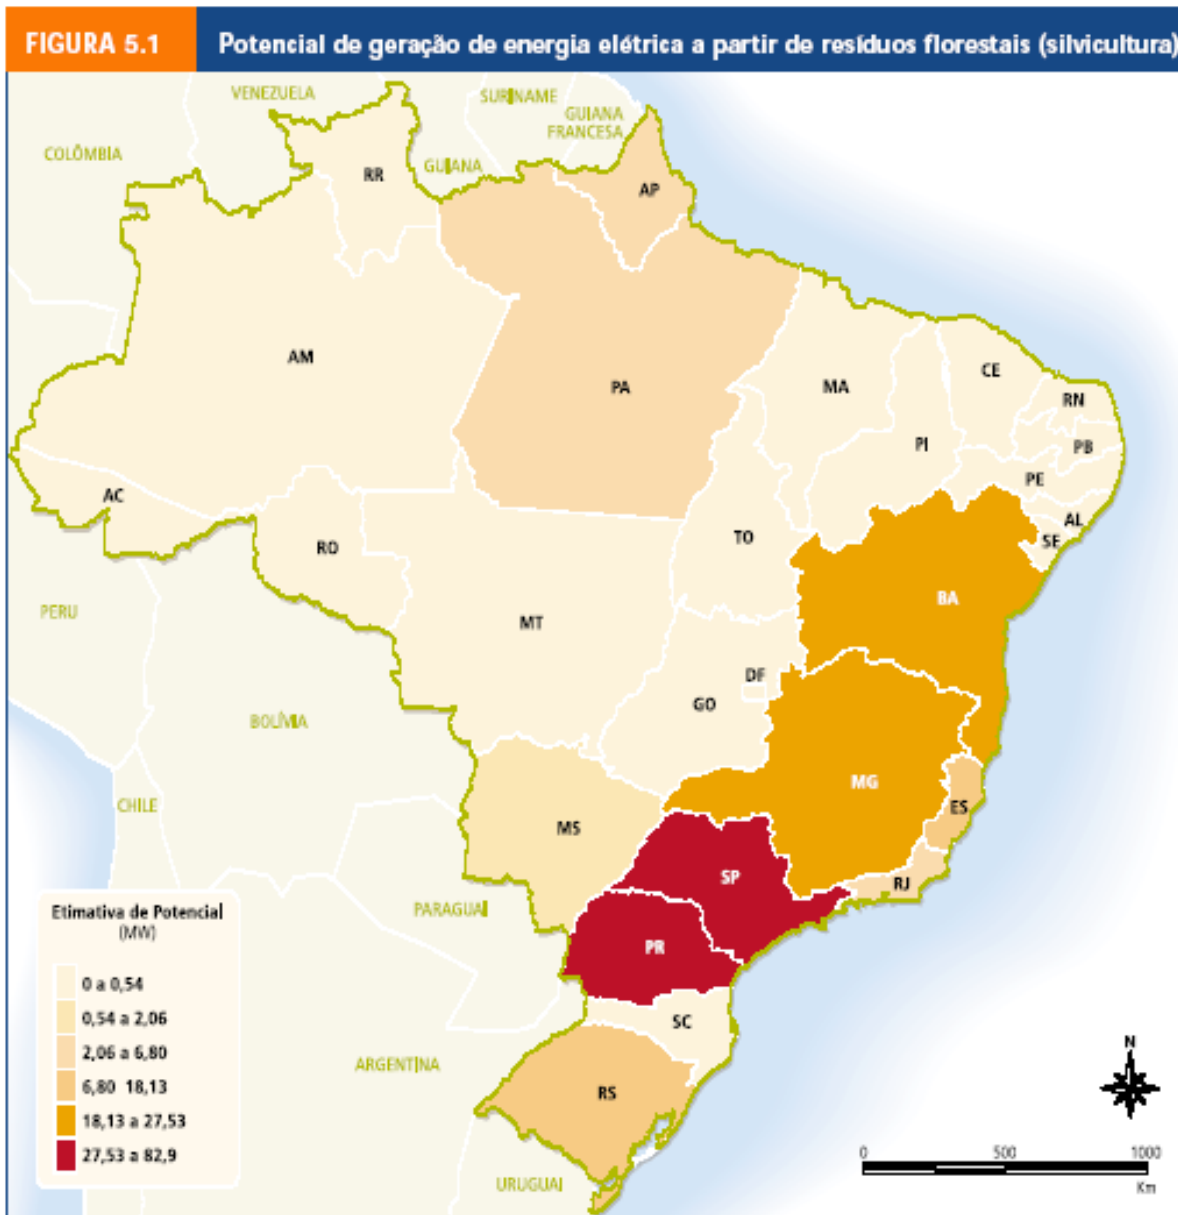 FIGURA 5.1
Potencial de geração de energia elétrica a partir de resíduos florestais (silvicultura)
VENEZUELA
SURINAME
GUIANA
FRANCESA
COLÔMBIA
GUIANA
RR
AP
AM
PA
MA
CE
RN
PI
PB
PE
AC
AL
SE
RO
TO
BA
PERU
MT
DF
GO
BOLÍVIA
MG
CHILE
ES
MS
SP
RJ
PARAGUAI
PR
SC
ARGENTINA
RS
URUGUAI
Etimativa de Potencial
(MW)
0 a 0,54
0,54 a 2,06
2,06 a 6,80
6,80 18,13
18,13 a 27,53
27,53 a 82,9
N
0 500 1000
Km